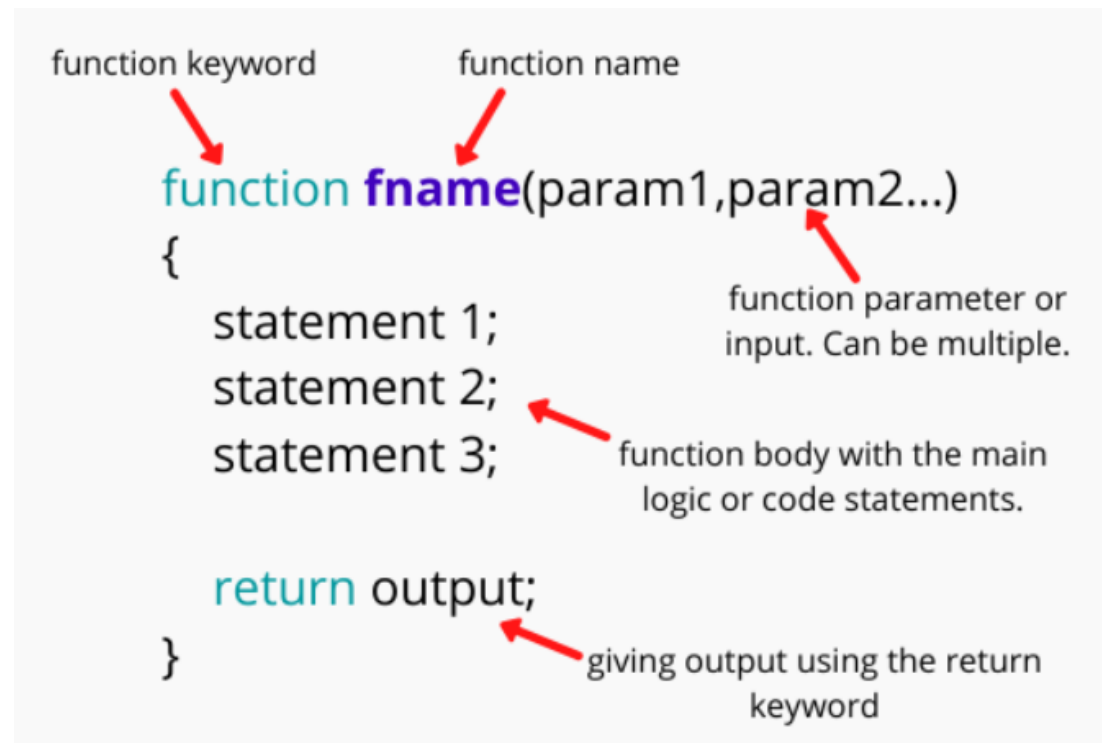 function keyword
function name
function fname(param1,param2...)
{
function parameter or
input. Can be multiple.
statement 1;
statement 2;
statement 3;
function body with the main
logic or code statements.
return output;
}
giving output using the return
keyword